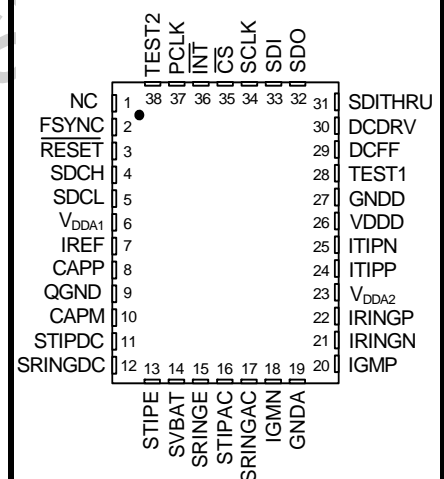 TEST2
PCLK
INT
CS
SCLK
SDI
SDO
38 37 36 35 34 33 32
NC 1
FSYNC 2
RESET 3
SDCH 4
SDCL 5
VDDA1 6
IREF 7
CAPP 8
QGND 9
CAPM 10
STIPDC 11
SRINGDC 12
31 SDITHRU
30 DCDRV
29 DCFF
28 TEST1
27 GNDD
26 VDDD
25 ITIPN
24 ITIPP
23 VDDA2
22 IRINGP
21 IRINGN
20 IGMP
13 14 15 16 17 18 19
STIPE
SVBAT
SRINGE
STIPAC
SRINGAC
IGMN
GNDA